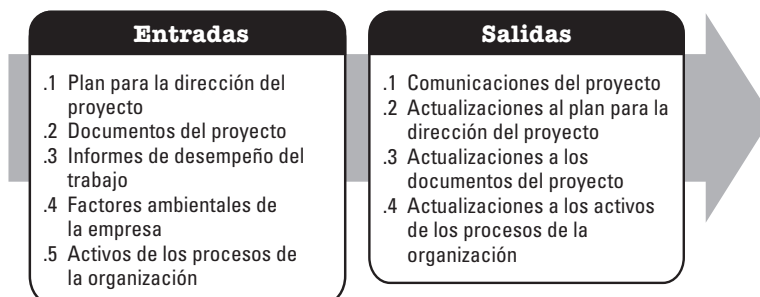 Entradas
.1 Plan para la dirección del
proyecto
.2 Documentos del proyecto
.3 Informes de desempeño del
trabajo
.4 Factores ambientales de
la empresa
.5 Activos de los procesos de
la organización
Salidas
.1 Comunicaciones del proyecto
.2 Actualizaciones al plan para la
dirección del proyecto
.3 Actualizaciones a los
documentos del proyecto
.4 Actualizaciones a los activos
de los procesos de la
organización